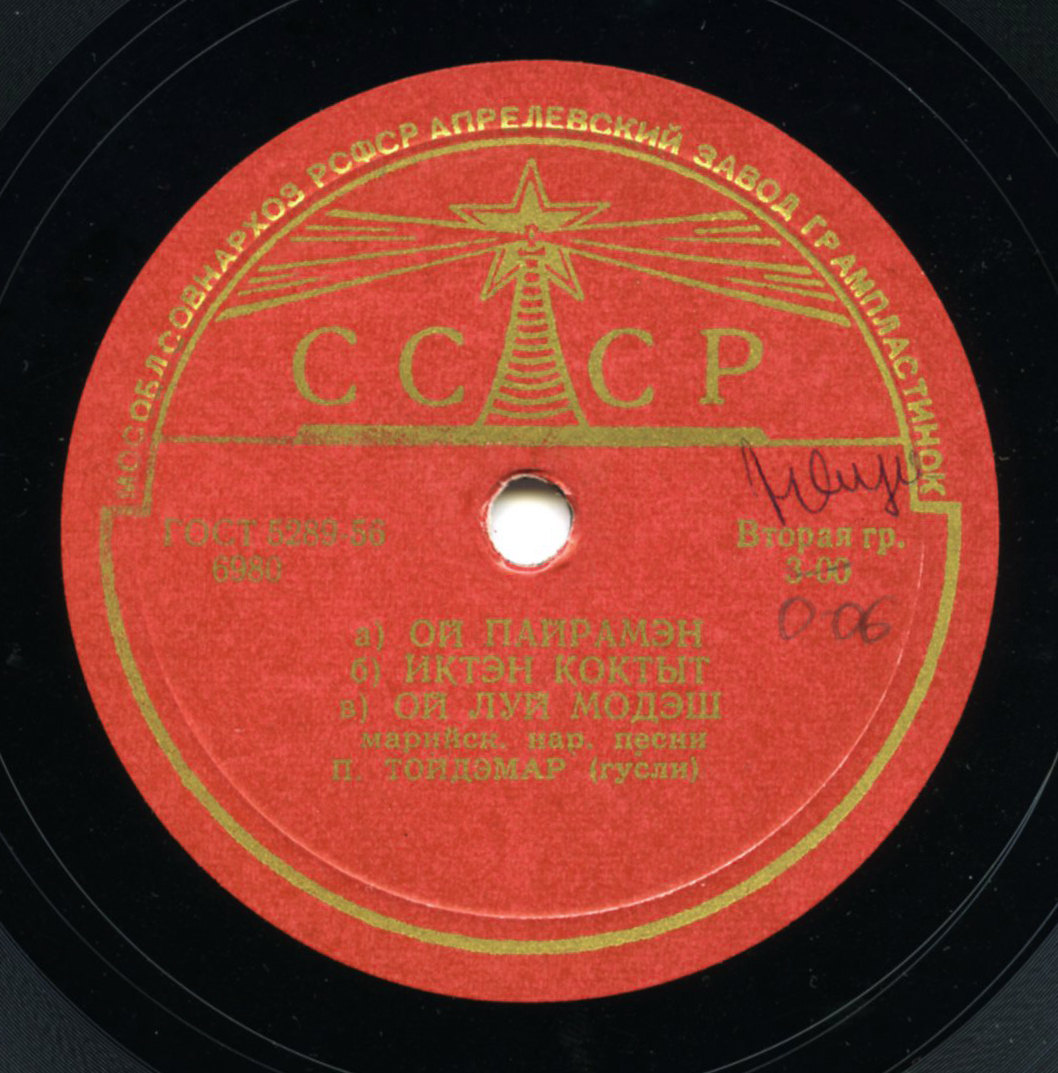 МОСОБЛСОВНАРХОЗ РСФСР АПРЕЛЕВСКИЙ ЗАВОД ГРАМПЛАСТИНОК
СССР
ГОСТ 5289-56
6980
Вторая гр.
3-00
0-06
а) ОЙ ПАЙРАМЭН
б) ИКТЭН КОКТЫТ
в) ОЙ ЛУЙ МОДЭШ
марийск. нар. песни
П. ТОЙДЭМАР (гусли)